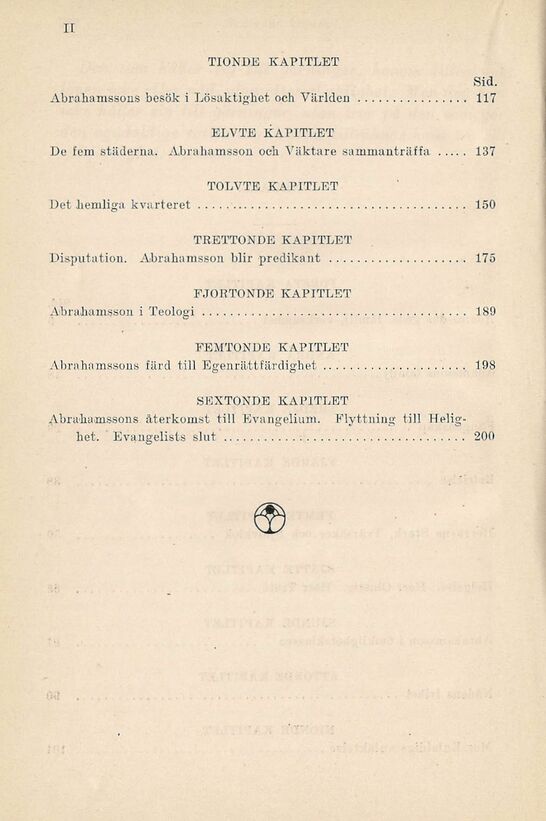 II
TIONDE KAPITLET
Sid.
Abrahamssons besök i Lösaktighet och Världen ................ 117
ELVTE KAPITLET
De fem städerna. Abrahamsson och Väktare sammanträffa ..... 137
TOLVTE KAPITLET
Det hemliga kvarteret ...................................... 150
TRETTONDE KAPITLET
Disputation. Abrahamsson blir predikant .................... 175
FJORTONDE KAPITLET
Abrahamsson i Teologi ...................................... 189
FEMTONDE KAPITLET
Abrahamssons färd till Egenrättfärdighet ..................... 198
SEXTONDE KAPITLET
Abrahamssons återkomst till Evangelium. Flyttning till Helig-
het. Evangelists slut ................................... 200